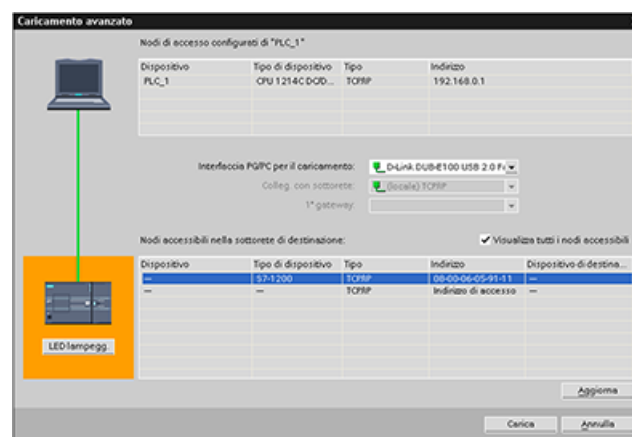 Caricamento avanzato
Nodi di accesso configurati di "PLC_1"
Dispositivo Tipo di dispositivo Tipo Indirizzo
PLC_1 CPU 1214C DC/D... TCP/IP 192.168.0.1
Interfaccia PG/PC per il caricamento: D-Link DUB-E100 USB 2.0 F
Colleg. con sottorete: (locale) TCP/IP
1° gateway:
Nodi accessibili nella sottorete di destinazione: Visualizza tutti i nodi accessibili
Dispositivo Tipo di dispositivo Tipo Indirizzo Dispositivo di destina...
— S7-1200 TCP/IP 08-00-06-05-91-11 —
— — TCP/IP Indirizzo di accesso —
LED lampegg.
Aggiorna
Carica Annulla